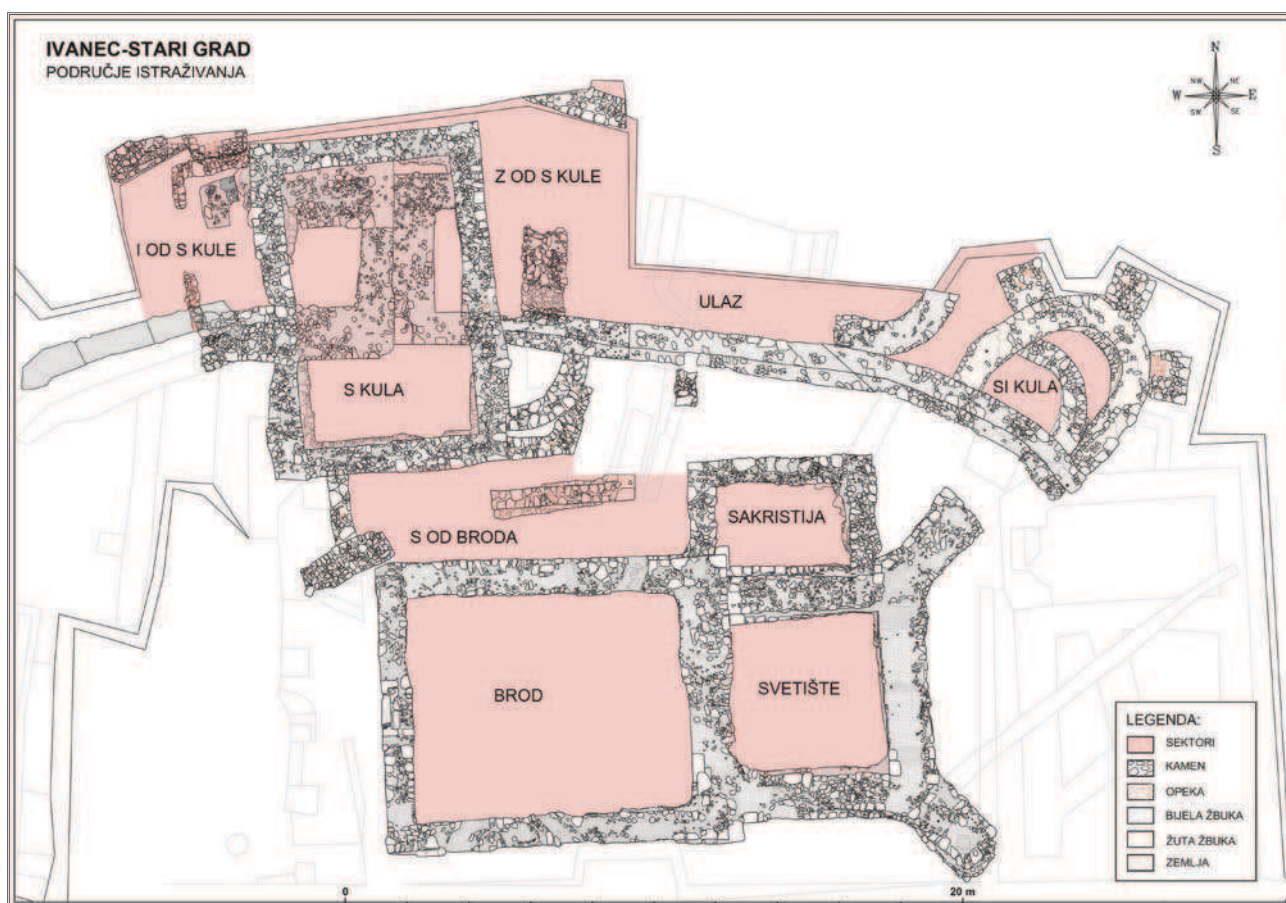 IVANEC-STARI GRAD
PODRUČJE ISTRAŽIVANJA
N
NW
NE
W
E
SW
SE
S
Z OD S KULE
I OD S KULE
ULAZ
S KULA
SI KULA
SAKRISTIJA
S OD BRODA
BROD
SVETIŠTE
LEGENDA:
SEKTORI
KAMEN
OPEKA
BIJELA ŽBUKA
ŽUTA ŽBUKA
ZEMLJA
0
20 m